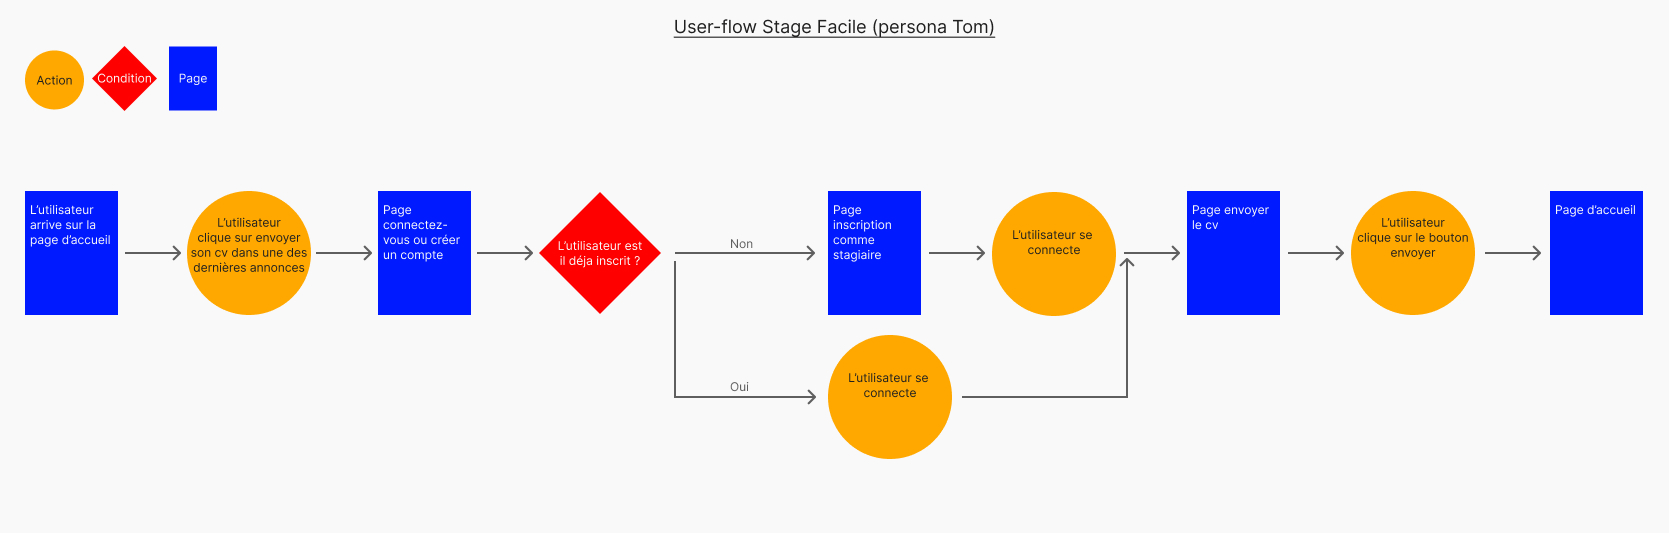 User-flow Stage Facile (persona Tom)
Action
Condition
Page
L'utilisateur
arrive sur la
page d'accueil
L'utilisateur
clique sur envoyer
son cv dans une des
dernières annonces
Page
connectez-
vous ou créer
un compte
L'utilisateur est
il déja inscrit ?
Non
Page
inscription
comme
stagiaire
L'utilisateur se
connecte
Page envoyer
le cv
L'utilisateur
clique sur le bouton
envoyer
Page d'accueil
Oui
L'utilisateur se
connecte